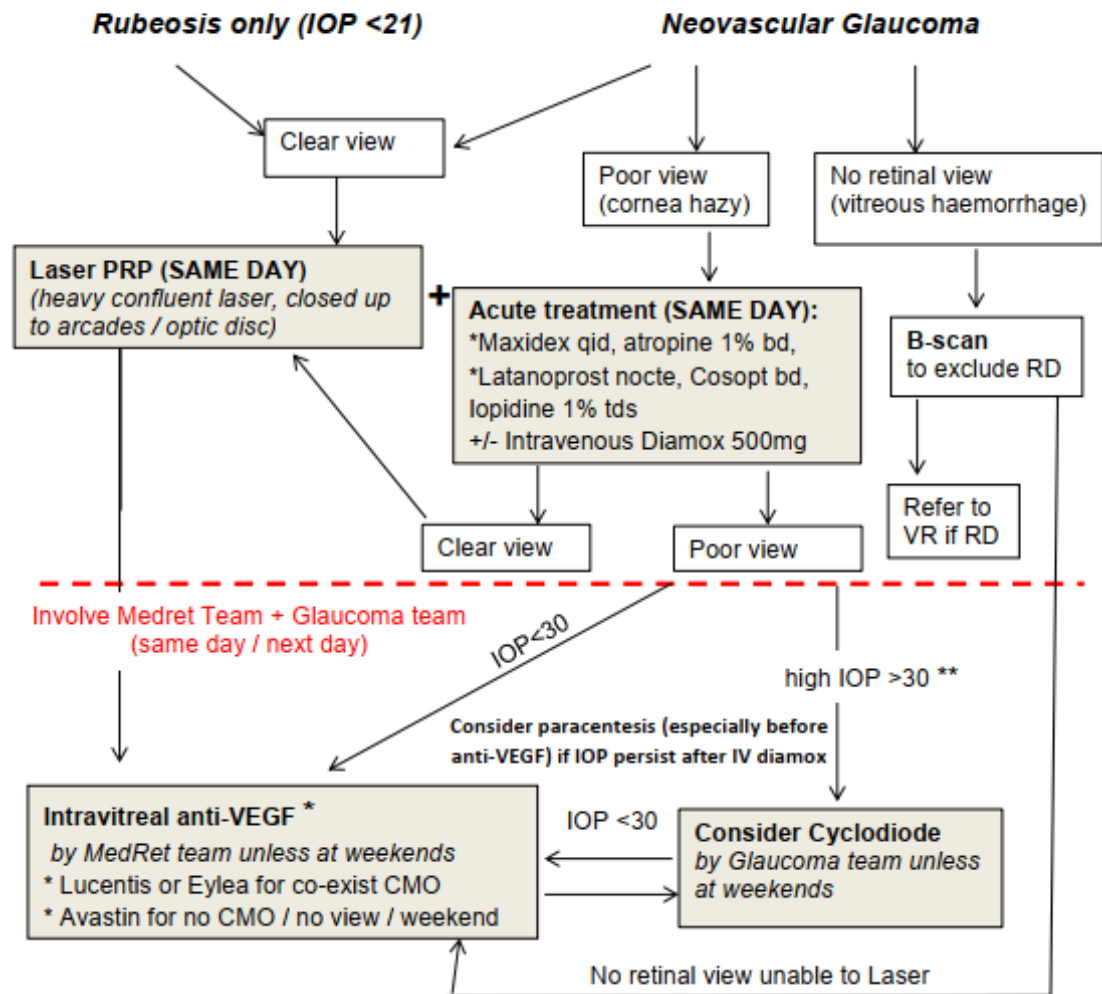 Rubeosis only (IOP <21)
Neovascular Glaucoma
Clear view
Poor view
(cornea hazy)
No retinal view
(vitreous haemorrhage)
Laser PRP (SAME DAY)
(heavy confluent laser, closed up
to arcades / optic disc)
+
Acute treatment (SAME DAY):
*Maxidex qid, atropine 1% bd,
*Latanoprost nocte, Cosopt bd,
Iopidine 1% tds
+/- Intravenous Diamox 500mg
B-scan
to exclude RD
Refer to
VR if RD
Clear view
Poor view
Involve Medret Team + Glaucoma team
(same day / next day)
IOP<30
high IOP >30 **
Consider paracentesis (especially before
anti-VEGF) if IOP persist after IV diamox
Intravitreal anti-VEGF *
by MedRet team unless at weekends
* Lucentis or Eylea for co-exist CMO
* Avastin for no CMO / no view / weekend
IOP <30
Consider Cyclodiode
by Glaucoma team unless
at weekends
No retinal view unable to Laser